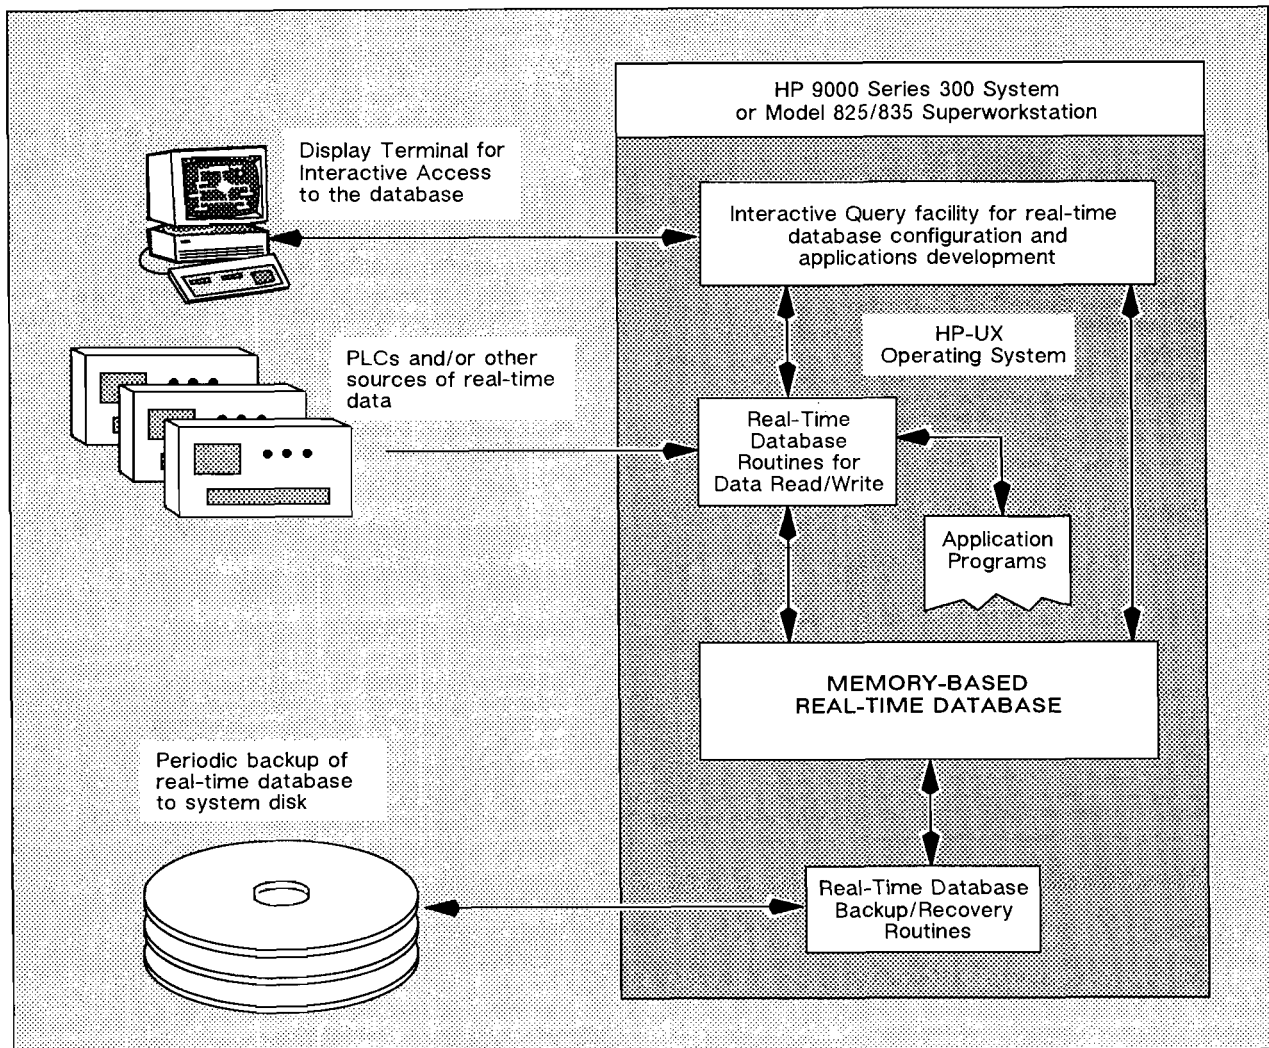 HP 9000 Series 300 System
or Model 825/835 Superworkstation
Display Terminal for
Interactive Access
to the database
Interactive Query facility for real-time
database configuration and
applications development
HP-UX
Operating System
PLCs and/or other
sources of real-time
data
Real-Time
Database
Routines for
Data Read/Write
Application
Programs
MEMORY-BASED
REAL-TIME DATABASE
Periodic backup of
real-time database
to system disk
Real-Time Database
Backup/Recovery
Routines